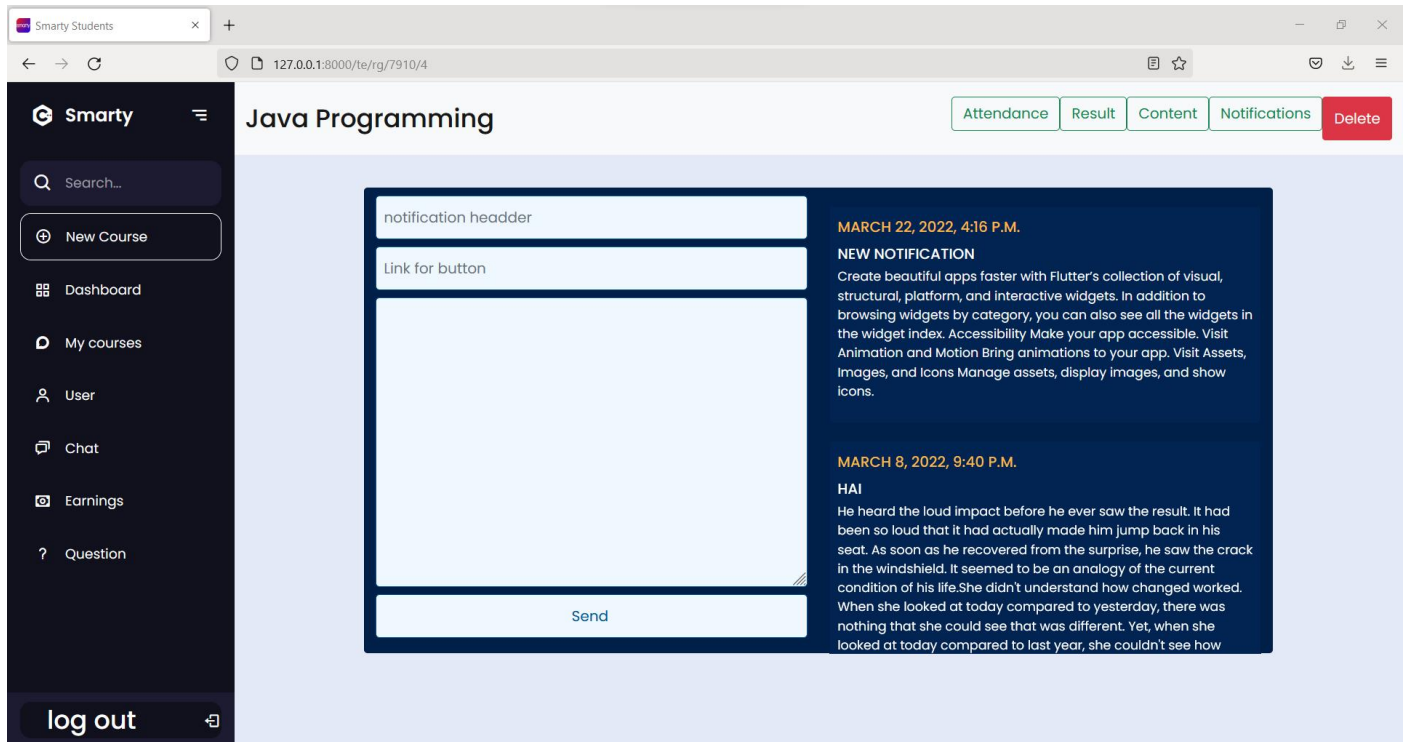 Smarty Students
127.0.0.1:8000/te/rg/7910/4
Smarty
Java Programming
Attendance
Result
Content
Notifications
Delete
Search...
New Course
Dashboard
My courses
User
Chat
Earnings
? Question
log out
notification headder
Link for button
Send
MARCH 22, 2022, 4:16 P.M.
NEW NOTIFICATION
Create beautiful apps faster with Flutter's collection of visual,
structural, platform, and interactive widgets. In addition to
browsing widgets by category, you can also see all the widgets in
the widget index. Accessibility Make your app accessible. Visit
Animation and Motion Bring animations to your app. Visit Assets,
Images, and Icons Manage assets, display images, and show
icons.
MARCH 8, 2022, 9:40 P.M.
HAI
He heard the loud impact before he ever saw the result. It had
been so loud that it had actually made him jump back in his
seat. As soon as he recovered from the surprise, he saw the crack
in the windshield. It seemed to be an analogy of the current
condition of his life.She didn't understand how changed worked.
When she looked at today compared to yesterday, there was
nothing that she could see that was different. Yet, when she
looked at today compared to last year, she couldn't see how